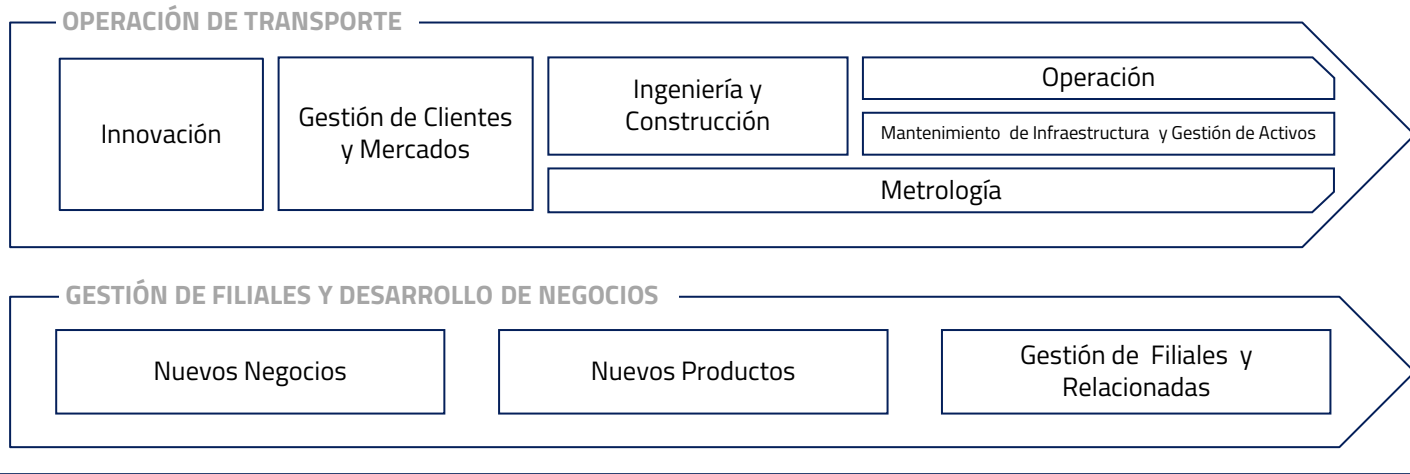 OPERACIÓN DE TRANSPORTE
Innovación
Gestión de Clientes
y Mercados
Ingeniería y
Construcción
Operación
Mantenimiento de Infraestructura y Gestión de Activos
Metrología
GESTIÓN DE FILIALES Y DESARROLLO DE NEGOCIOS
Nuevos Negocios
Nuevos Productos
Gestión de Filiales y
Relacionadas